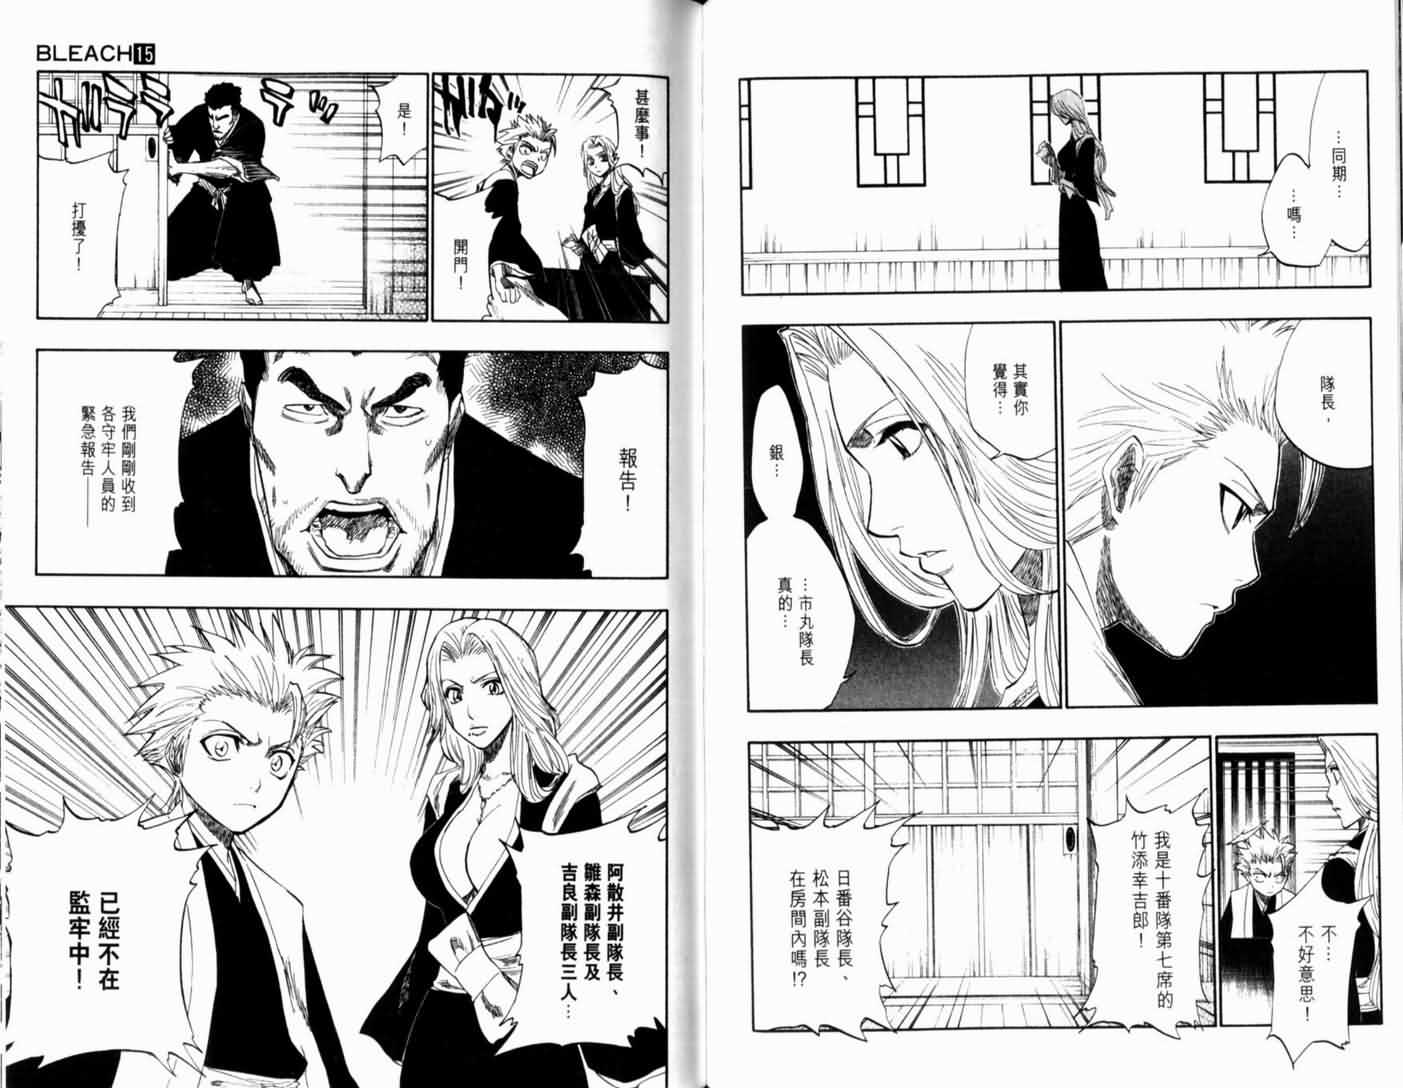 BLEACH 15
…同期…
…嗎…
隊長，
其實你
覺得…
銀…
…市丸隊長
真的…
不…
不好意思！
我是十番隊第七席的
竹添幸吉郎！
日番谷隊長、
松本副隊長
在房間內嗎!?
甚麼事！
開門！
是！
打擾了！
報告！
我們剛剛收到
各守牢人員的
緊急報告——
阿散井副隊長、
雛森副隊長及
吉良副隊長三人…
已經不在
監牢中！